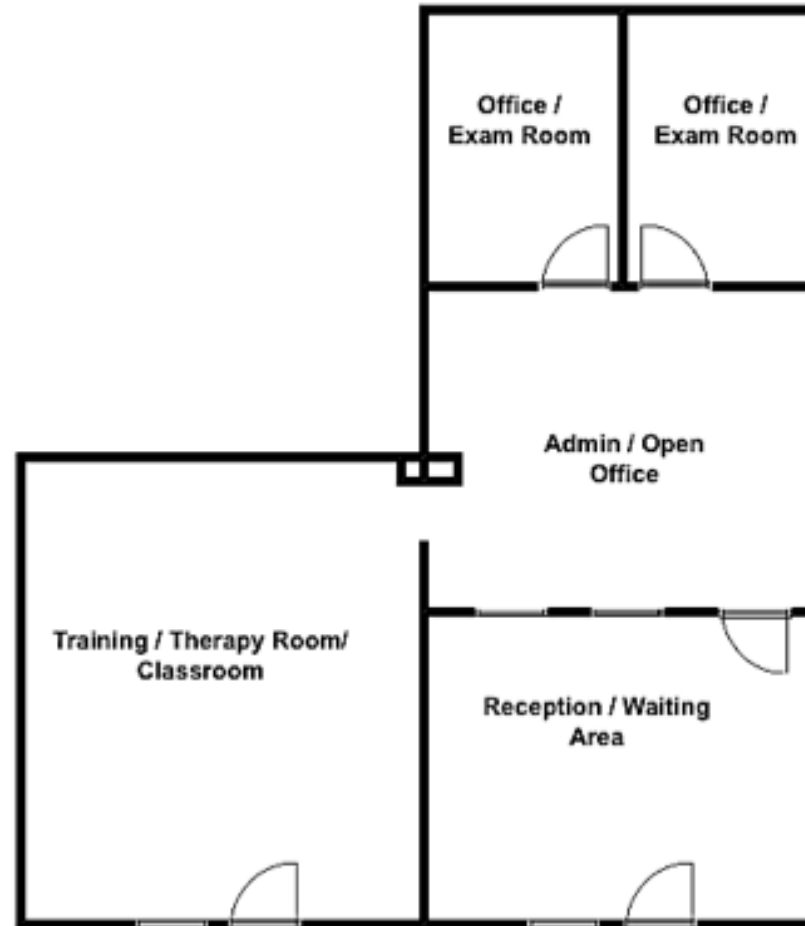 Office /
Exam Room
Office /
Exam Room
Admin / Open
Office
Training / Therapy Room/
Classroom
Reception / Waiting
Area